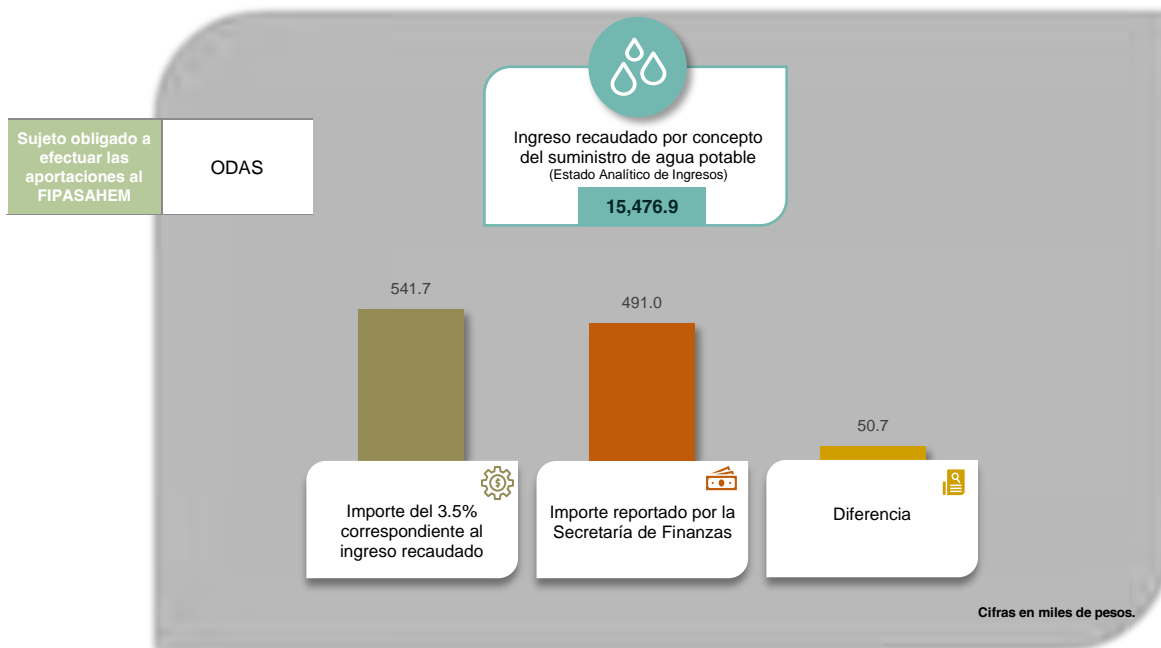 Sujeto obligado a
efectuar las
aportaciones al
FIPASAHEM
ODAS
Ingreso recaudado por concepto
del suministro de agua potable
(Estado Analítico de Ingresos)
15,476.9
541.7
491.0
50.7
Importe del 3.5%
correspondiente al
ingreso recaudado
Importe reportado por la
Secretaría de Finanzas
Diferencia
Cifras en miles de pesos.